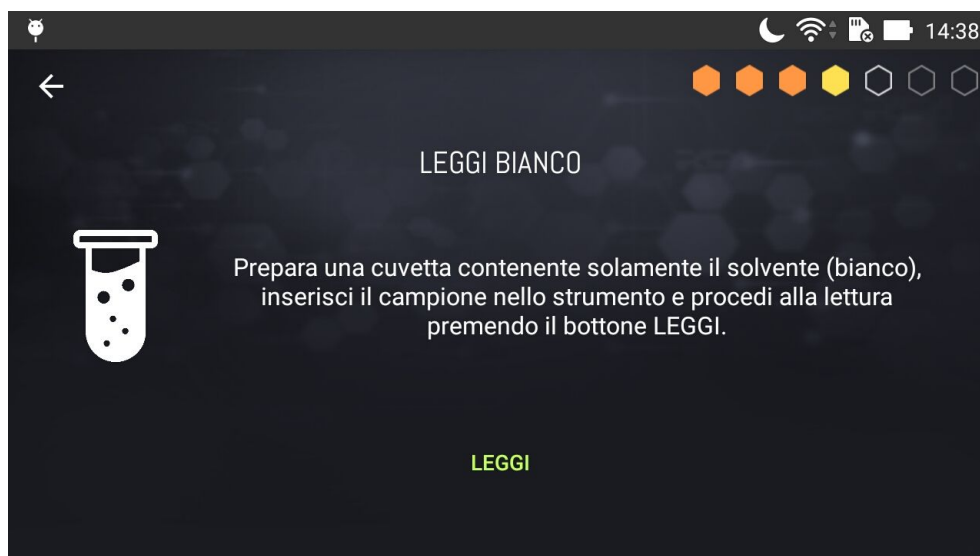 14:38
LEGGI BIANCO
Prepara una cuvetta contenente solamente il solvente (bianco),
inserisci il campione nello strumento e procedi alla lettura
premendo il bottone LEGGI.
LEGGI